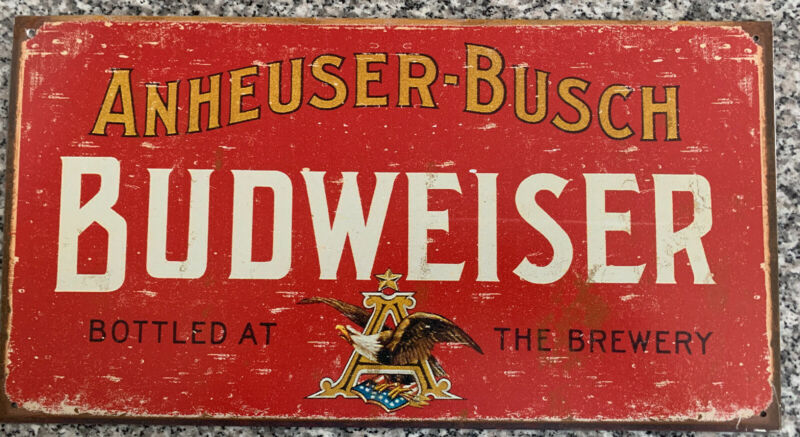 ANHEUSER-BUSCH
BUDWEISER
BOTTLED AT THE BREWERY
A